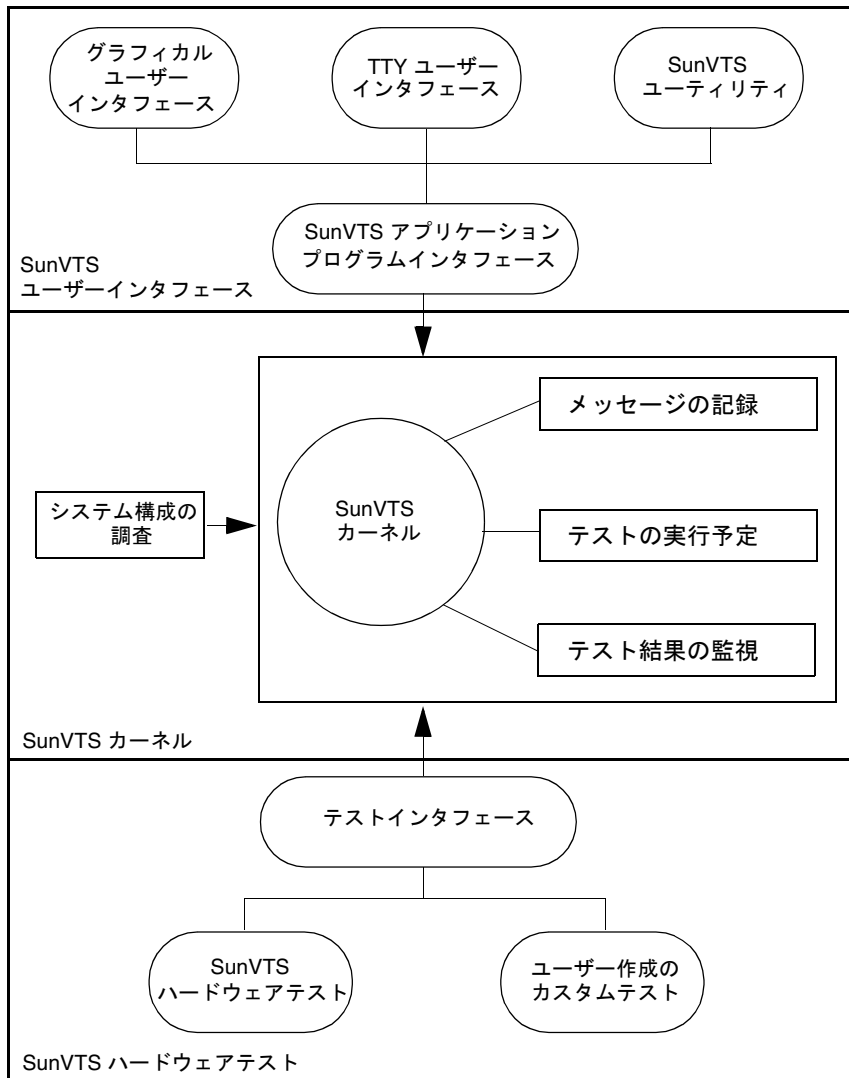 グラフィカル
ユーザー
インタフェース
TTY ユーザー
インタフェース
SunVTS
ユーティリティ
SunVTS アプリケーション
プログラムインタフェース
SunVTS
ユーザーインタフェース
メッセージの記録
システム構成の
調査
SunVTS
カーネル
テストの実行予定
テスト結果の監視
SunVTS カーネル
テストインタフェース
SunVTS
ハードウェアテスト
ユーザー作成の
カスタムテスト
SunVTS ハードウェアテスト